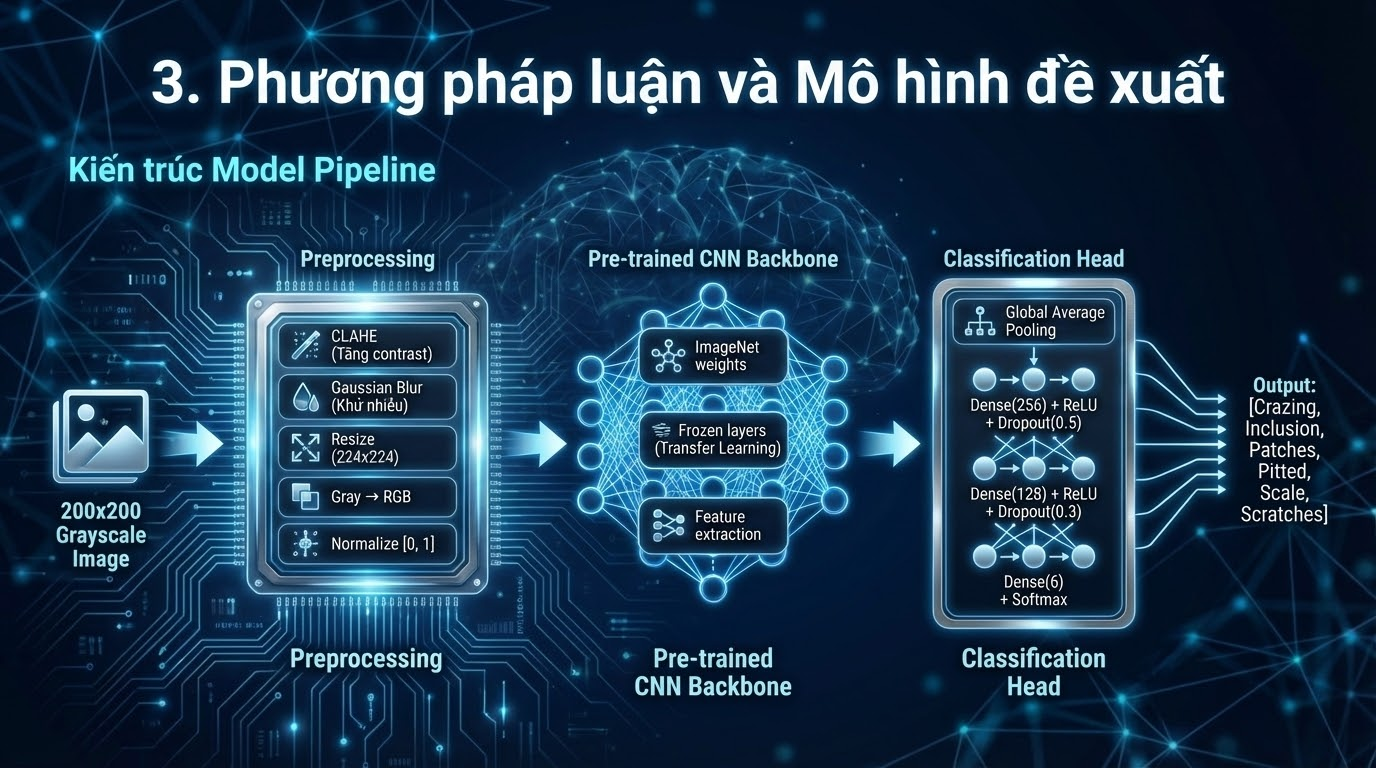 3. Phương pháp luận và Mô hình đề xuất
Kiến trúc Model Pipeline
200x200
Grayscale
Image
Preprocessing
CLAHE
(Tăng contrast)
Gaussian Blur
(Khử nhiễu)
Resize
(224x224)
Gray → RGB
Normalize [0, 1]
Preprocessing
Pre-trained CNN Backbone
ImageNet
weights
Frozen layers
(Transfer Learning)
Feature
extraction
Pre-trained
CNN Backbone
Classification Head
Global Average
Pooling
Dense(256) + ReLU
+ Dropout(0.5)
Dense(128) + ReLU
+ Dropout(0.3)
Dense(6)
+ Softmax
Classification
Head
Output:
[Crazing,
Inclusion,
Patches,
Pitted,
Scale,
Scratches]